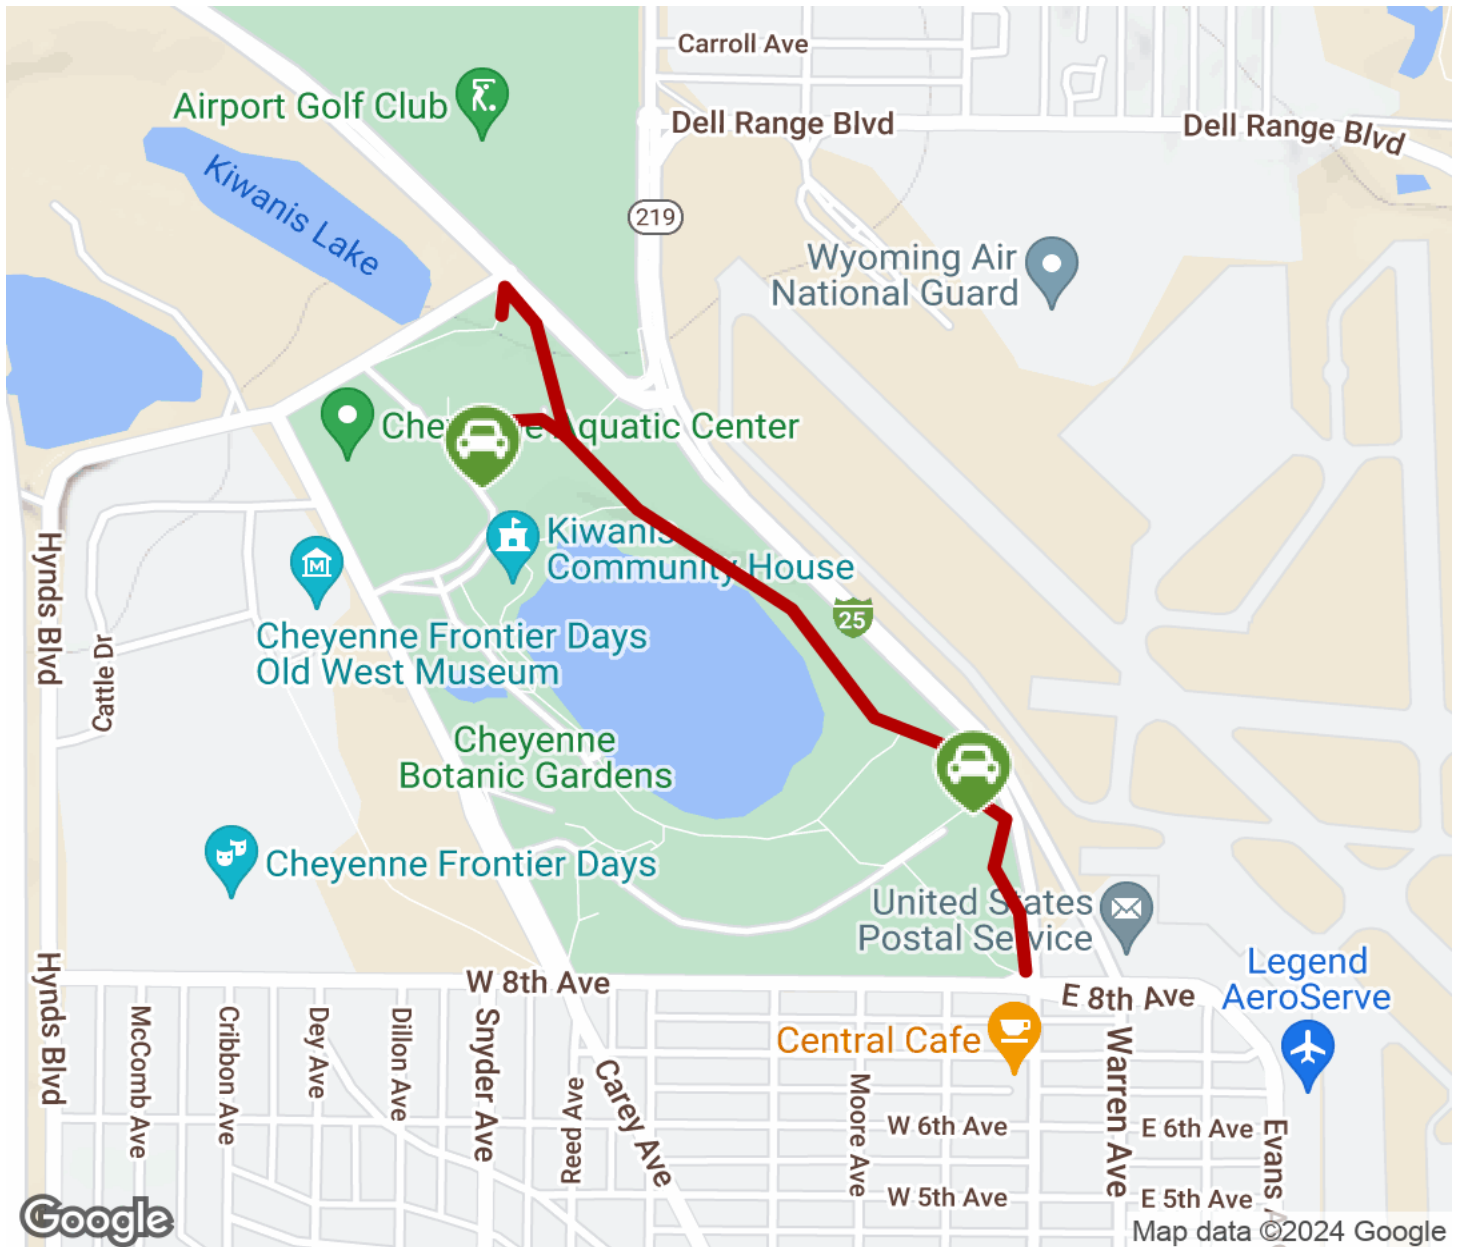 Carroll Ave
Airport Golf Club
Dell Range Blvd
Dell Range Blvd
Kiwanis Lake
219
Wyoming Air
National Guard
Cheyenne Aquatic Center
Kiwanis
Community House
25
Hynds Blvd
Cattle Dr
Cheyenne Frontier Days
Old West Museum
Cheyenne
Botanic Gardens
Cheyenne Frontier Days
United States
Postal Service
Legend
AeroServe
W 8th Ave
E 8th Ave
Central Cafe
Hynds Blvd
McComb Ave
Cribbon Ave
Dey Ave
Dillon Ave
Snyder Ave
Reed Ave
Carey Ave
Moore Ave
Warren Ave
Evans A
W 6th Ave
E 6th Ave
W 5th Ave
E 5th Ave
Google
Map data ©2024 Google